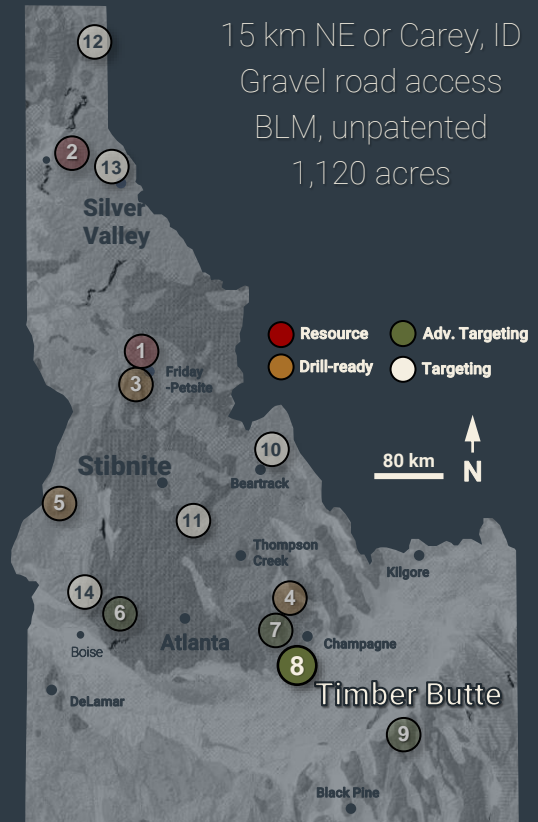 15 km NE or Carey, ID
Gravel road access
BLM, unpatented
1,120 acres
12
2
13
Silver
Valley
1
Resource
Adv. Targeting
3
Friday
-Petsite
Drill-ready
Targeting
10
80 km
N
Stibnite
Beartrack
5
11
Thompson
Creek
Kilgore
14
4
6
7
Atlanta
Champagne
Boise
8
Timber Butte
DeLamar
9
Black Pine